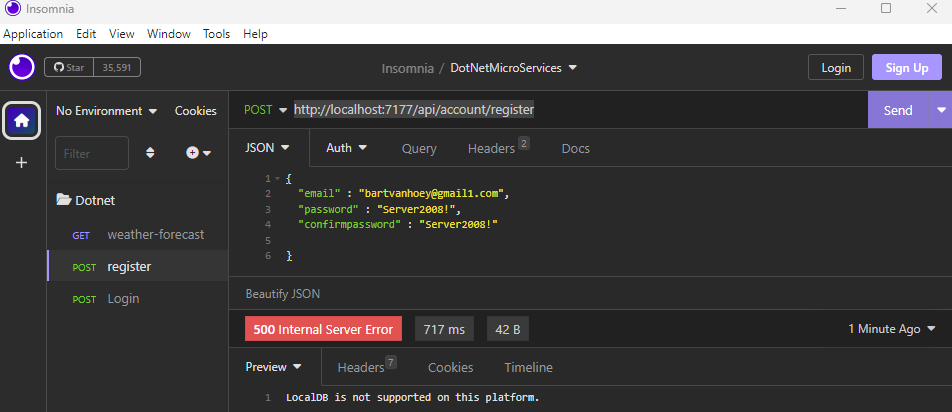 Insomnia
Application Edit View Window Tools Help
Star 35,591 Insomnia / DotNetMicroServices Login Sign Up
No Environment Cookies POST http://localhost:7177/api/account/register Send
Filter JSON Auth Query Headers 2 Docs
Dotnet
GET weather-forecast
POST register
POST Login
1 {
2 "email" : "bartvanhoey@gmail1.com",
3 "password" : "Server2008!",
4 "confirmpassword" : "Server2008!"
5
6 }
Beautify JSON
500 Internal Server Error 717 ms 42 B 1 Minute Ago
Preview Headers 7 Cookies Timeline
1 LocalDB is not supported on this platform.